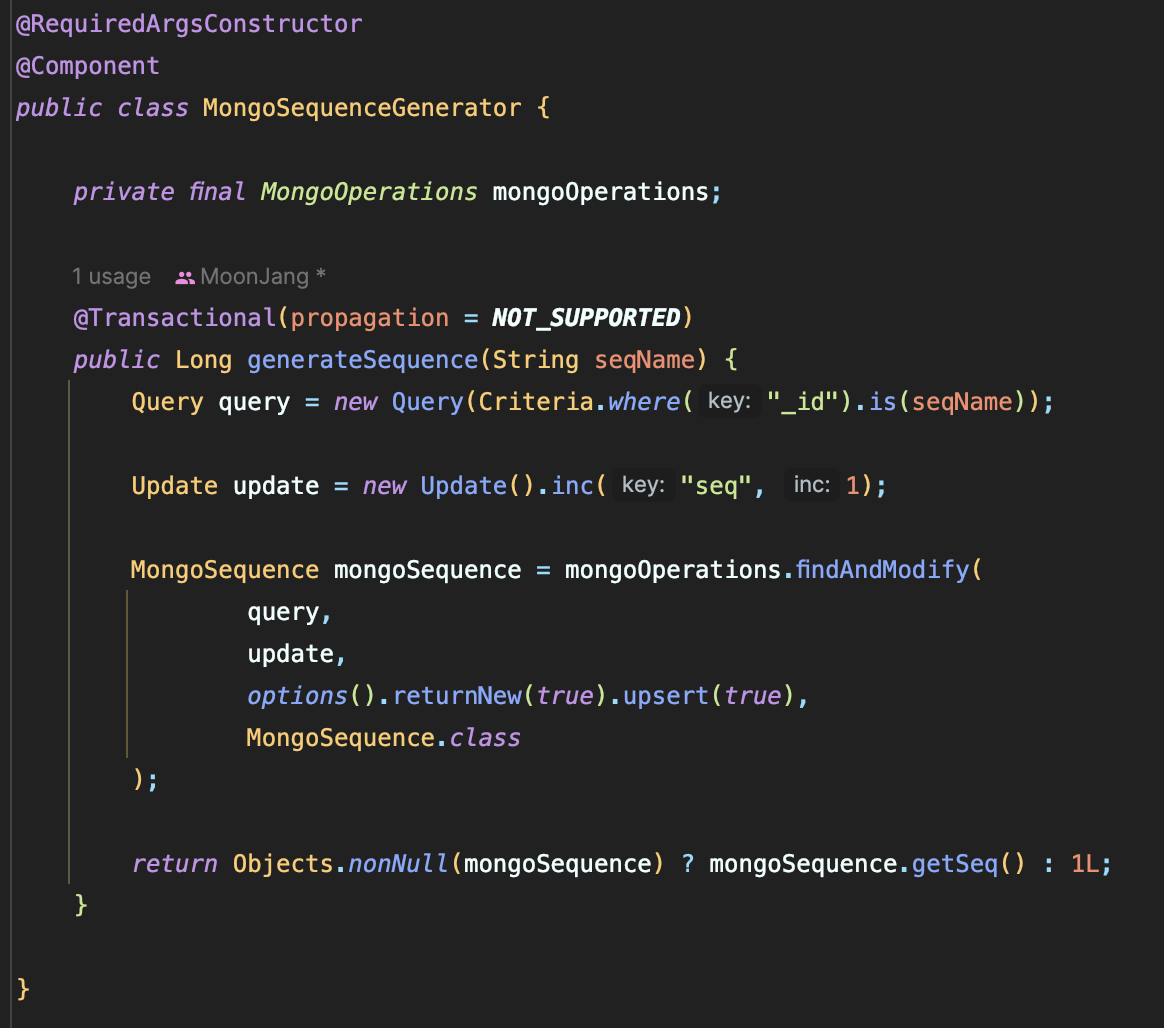 @RequiredArgsConstructor
@Component
public class MongoSequenceGenerator {
private final MongoOperations mongoOperations;
1 usage MoonJang *
@Transactional(propagation = NOT_SUPPORTED)
public Long generateSequence(String seqName) {
Query query = new Query(Criteria.where( key: "_id").is(seqName));
Update update = new Update().inc( key: "seq", inc: 1);
MongoSequence mongoSequence = mongoOperations.findAndModify(
query,
update,
options().returnNew(true).upsert(true),
MongoSequence.class
);
return Objects.nonNull(mongoSequence) ? mongoSequence.getSeq() : 1L;
}
}